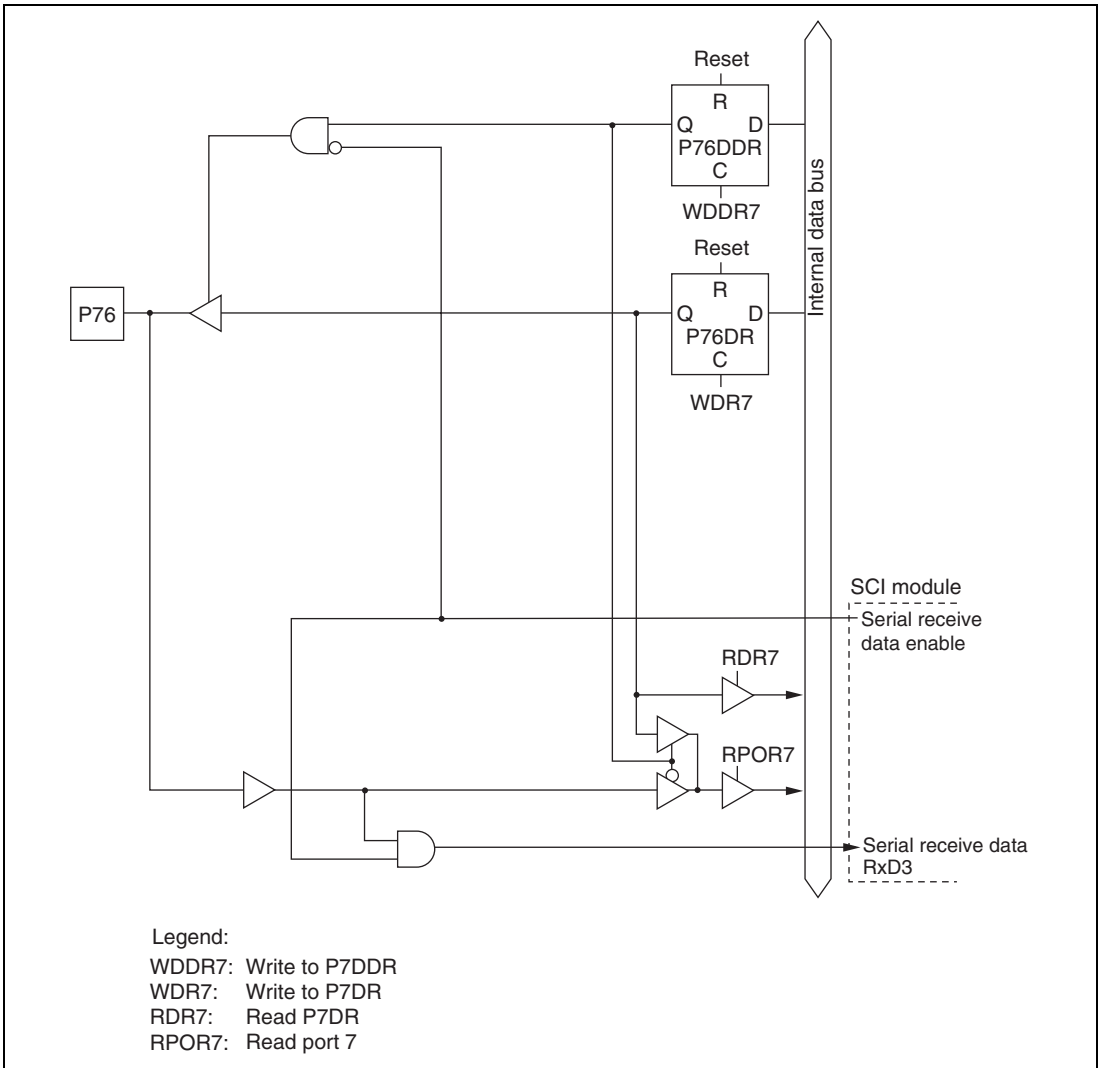 Reset
R
Q D
P76DDR
C
WDDR7
Reset
R
P76
Q D
P76DR
C
WDR7
Internal data bus
SCI module
Serial receive
data enable
RDR7
RPOR7
Serial receive data
RxD3
Legend:
WDDR7: Write to P7DDR
WDR7: Write to P7DR
RDR7: Read P7DR
RPOR7: Read port 7